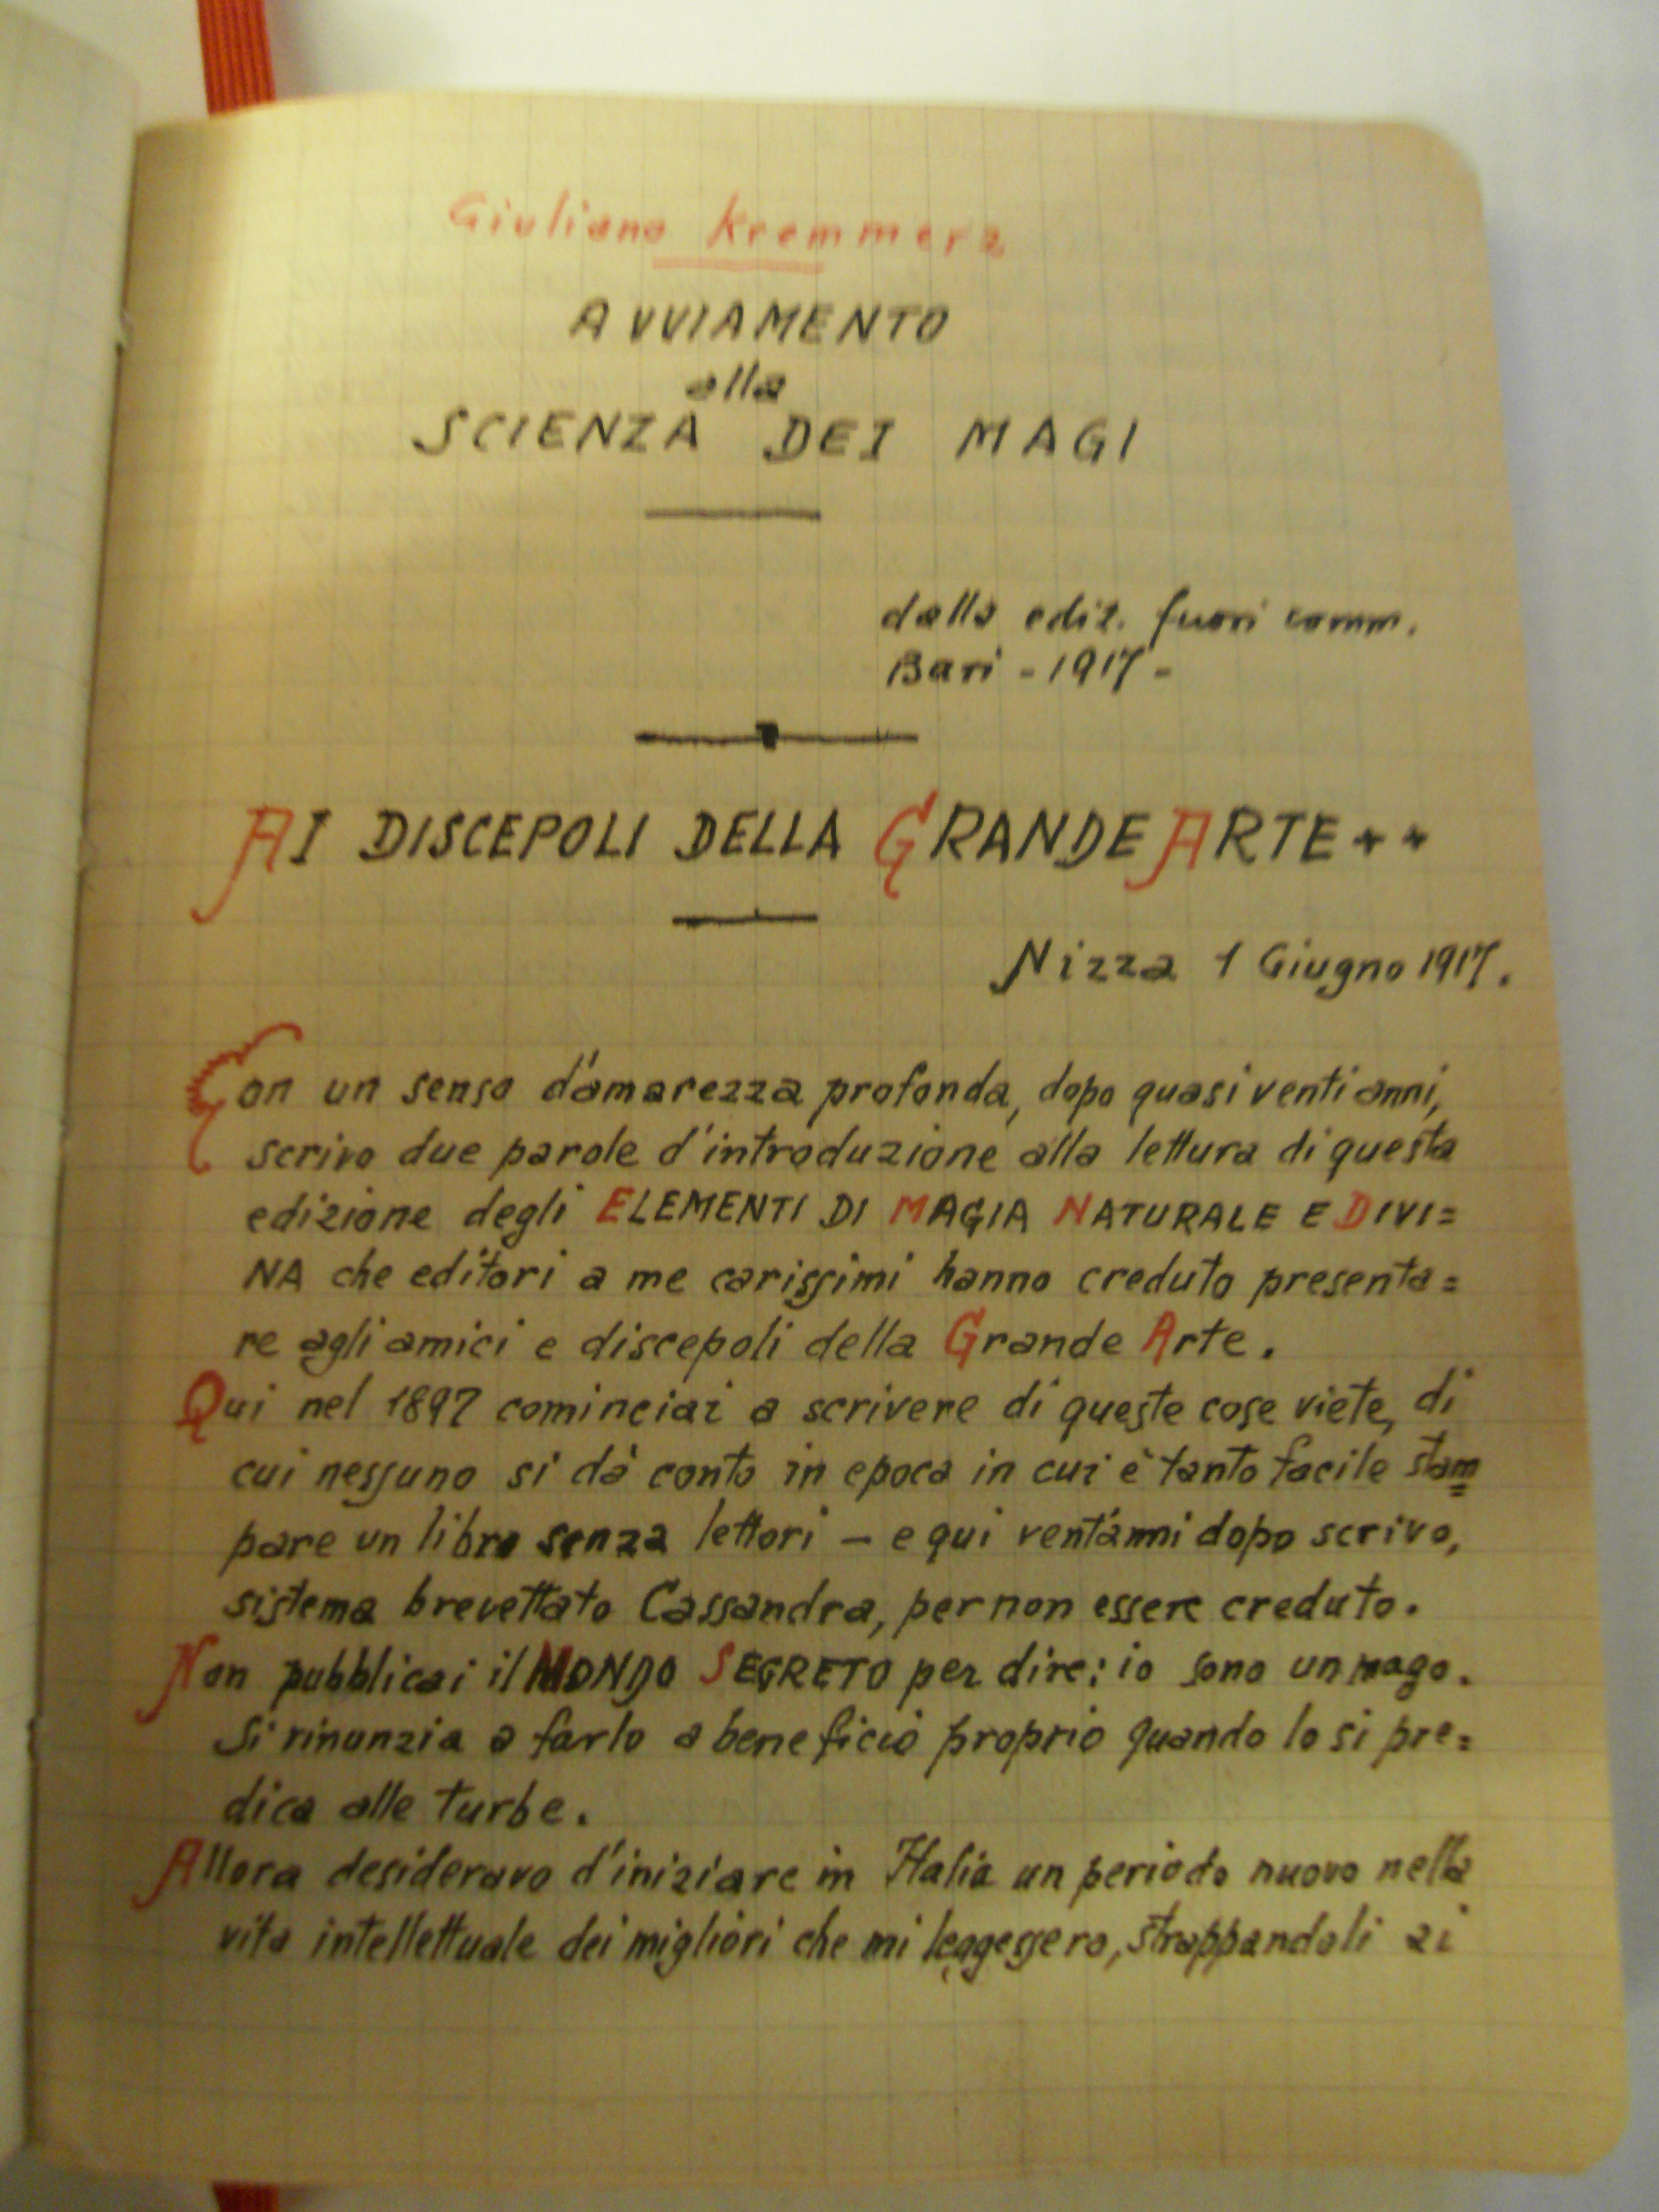 Giuliano Kremmerz
AVVIAMENTO
alla
SCIENZA DEI MAGI
dalla ediz. fuori comm.
Bari - 1917 -
AI DISCEPOLI DELLA GRANDE ARTE ++
Nizza 1 Giugno 1917.
Con un senso d'amarezza profonda, dopo quasi venti anni,
scrivo due parole d'introduzione alla lettura di questa
edizione degli ELEMENTI DI MAGIA NATURALE E DIVI=
NA che editori a me carissimi hanno creduto presenta=
re agli amici e discepoli della Grande Arte.
Qui nel 1897 cominciai a scrivere di queste cose viete, di
cui nessuno si dà conto in epoca in cui è tanto facile stam=
pare un libro senza lettori — e qui vent'anni dopo scrivo,
sistema brevettato Cassandra, per non essere creduto.
Non pubblicai il MONDO SEGRETO per dire: io sono un mago.
Si rinunzia a farlo a beneficio proprio quando lo si pre=
dica alle turbe.
Allora desideravo d'iniziare in Italia un periodo nuovo nella
vita intellettuale dei migliori che mi leggessero, strappandoli ai